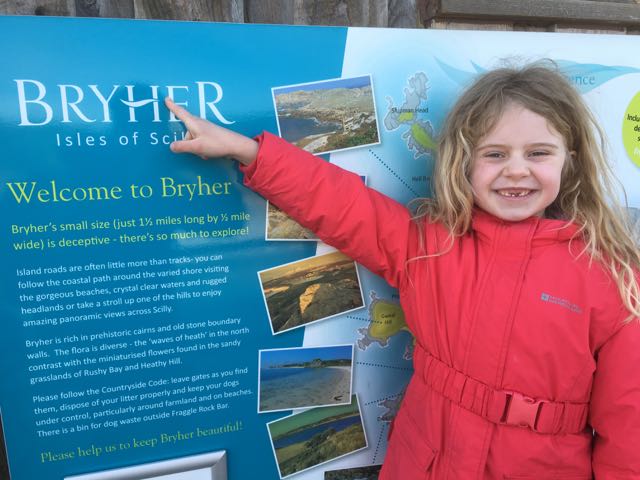 BRYHER
Isles of Scilly
Welcome to Bryher
Bryher's small size (just 1½ miles long by ½ mile
wide) is deceptive - there's so much to explore!
Island roads are often little more than tracks- you can
follow the coastal path around the varied shore visiting
the gorgeous beaches, crystal clear waters and rugged
headlands or take a stroll up one of the hills to enjoy
amazing panoramic views across Scilly.
Bryher is rich in prehistoric cairns and old stone boundary
walls. The flora is diverse - the 'waves of heath' in the north
contrast with the miniaturised flowers found in the sandy
grasslands of Rushy Bay and Heathy Hill.
Please follow the Countryside Code: leave gates as you find
them, dispose of your litter properly and keep your dogs
under control, particularly around farmland and on beaches.
There is a bin for dog waste outside Fraggle Rock Bar.
Please help us to keep Bryher beautiful!
Shipman Head